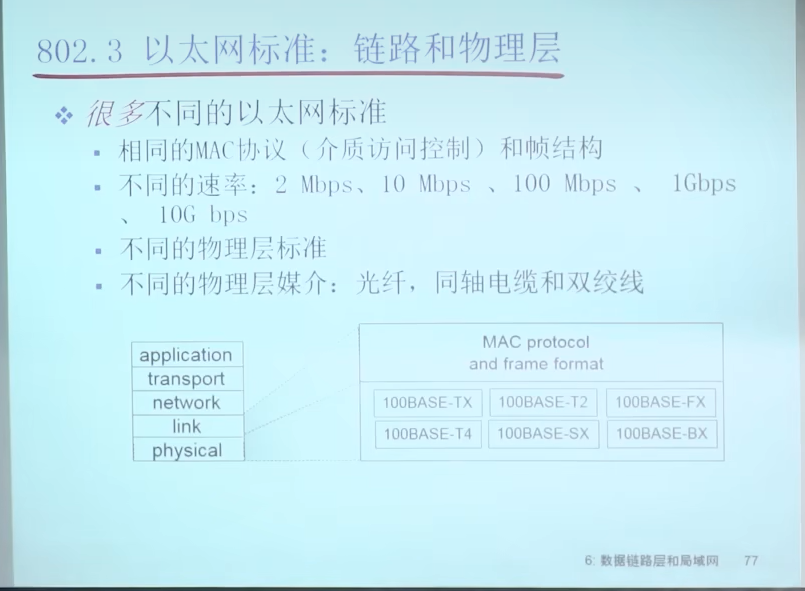 802.3 以太网标准：链路和物理层
❖ 很多不同的以太网标准
▪ 相同的MAC协议（介质访问控制）和帧结构
▪ 不同的速率：2 Mbps、10 Mbps 、100 Mbps 、 1Gbps
、 10G bps
▪ 不同的物理层标准
▪ 不同的物理层媒介：光纤，同轴电缆和双绞线
application
transport
network
link
physical
MAC protocol
and frame format
100BASE-TX 100BASE-T2 100BASE-FX
100BASE-T4 100BASE-SX 100BASE-BX
6: 数据链路层和局域网 77